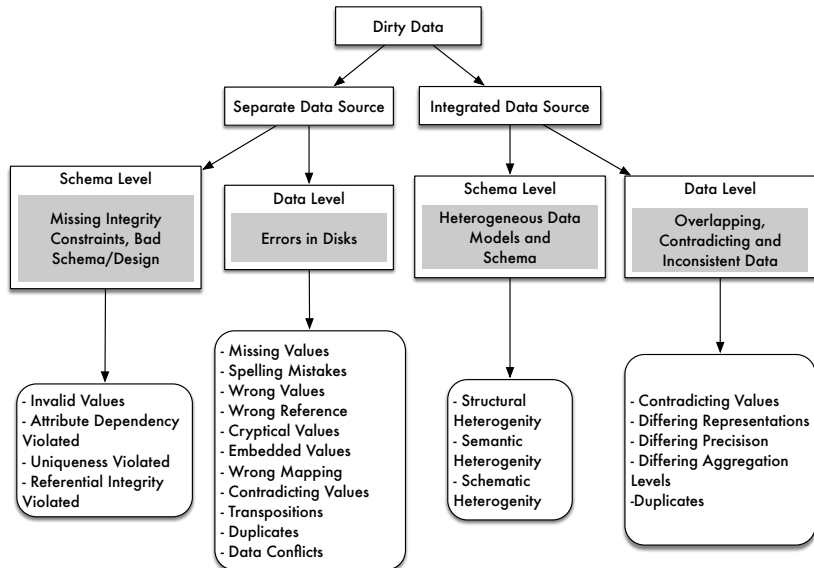 Dirty Data
Separate Data Source
Integrated Data Source
Schema Level
Missing Integrity
Constraints, Bad
Schema/Design
Data Level
Errors in Disks
Schema Level
Heterogeneous Data
Models and
Schema
Data Level
Overlapping,
Contradicting and
Inconsistent Data
- Invalid Values
- Attribute Dependency
Violated
- Uniqueness Violated
- Referential Integrity
Violated
- Missing Values
- Spelling Mistakes
- Wrong Values
- Wrong Reference
- Cryptical Values
- Embedded Values
- Wrong Mapping
- Contradicting Values
- Transpositions
- Duplicates
- Data Conflicts
- Structural
Heterogenity
- Semantic
Heterogenity
- Schematic
Heterogenity
- Contradicting Values
- Differing Representations
- Differing Precisison
- Differing Aggregation
Levels
-Duplicates